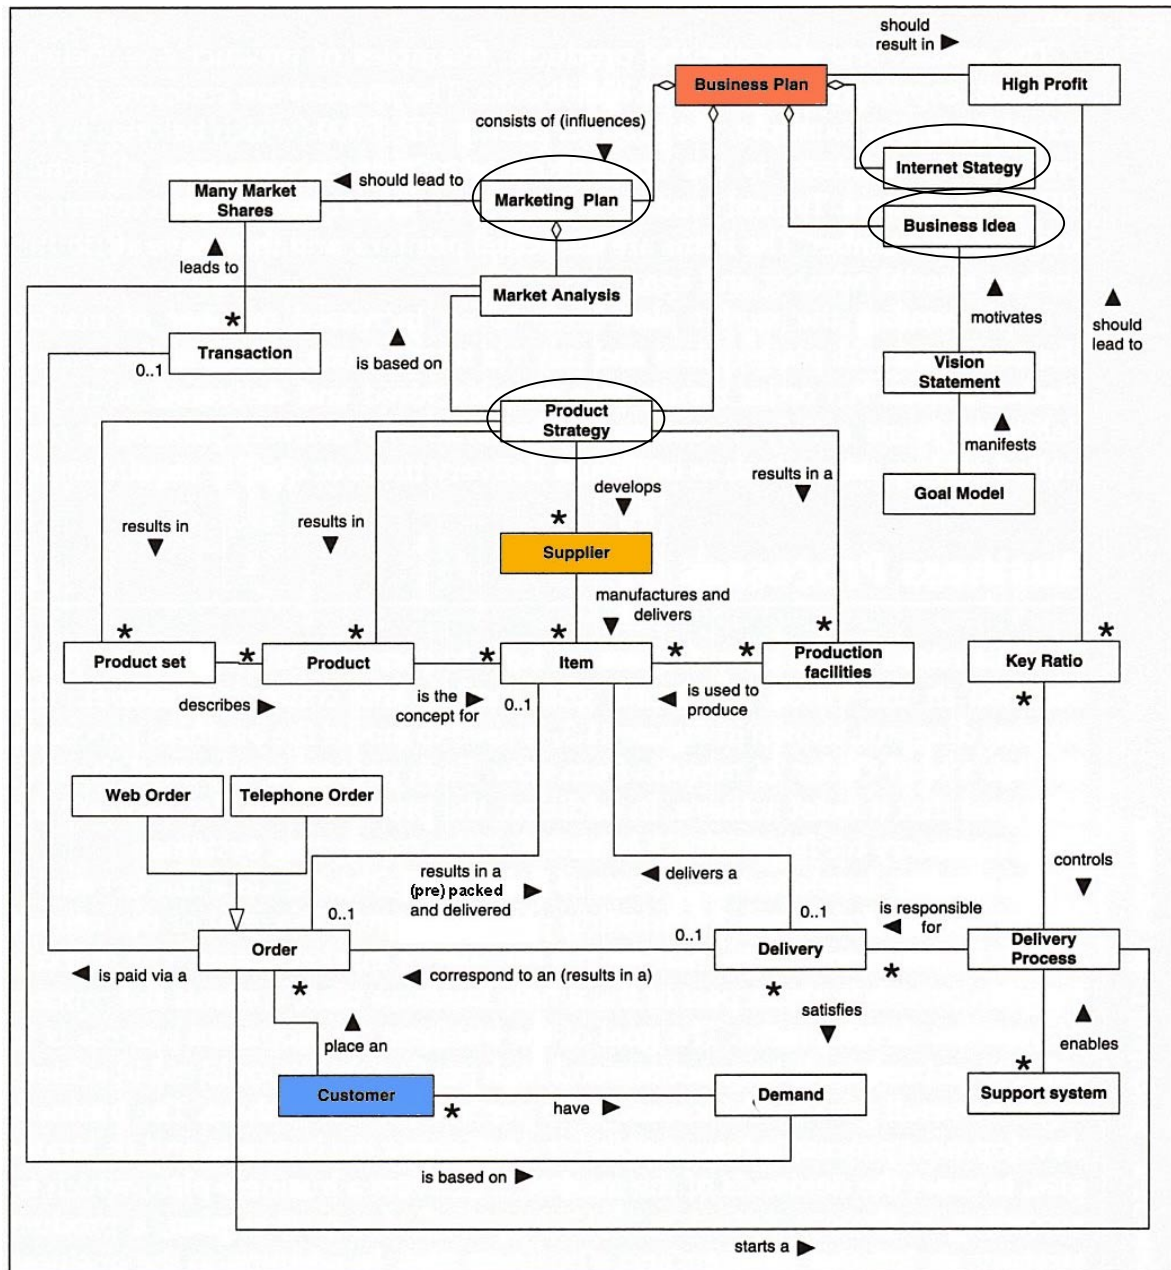 should
result in
Business Plan
High Profit
consists of (influences)
Internet Stategy
should lead to
Many Market
Shares
Marketing Plan
Business Idea
leads to
Market Analysis
*
motivates
should
lead to
Transaction
is based on
0..1
Vision
Statement
Product
Strategy
manifests
results in a
develops
Goal Model
results in
results in
*
Supplier
manufactures and
delivers
*
*
*
*
*
Product set
*
Product
*
Item
*
*
Production
facilities
Key Ratio
describes
is the
concept for
0..1
is used to
produce
*
Web Order
Telephone Order
results in a
(pre) packed
and delivered
delivers a
controls
0..1
0..1
is responsible
for
0..1
Order
Delivery
Delivery
Process
is paid via a
correspond to an (results in a)
*
*
*
satisfies
place an
enables
*
Customer
Demand
Support system
*
have
is based on
starts a